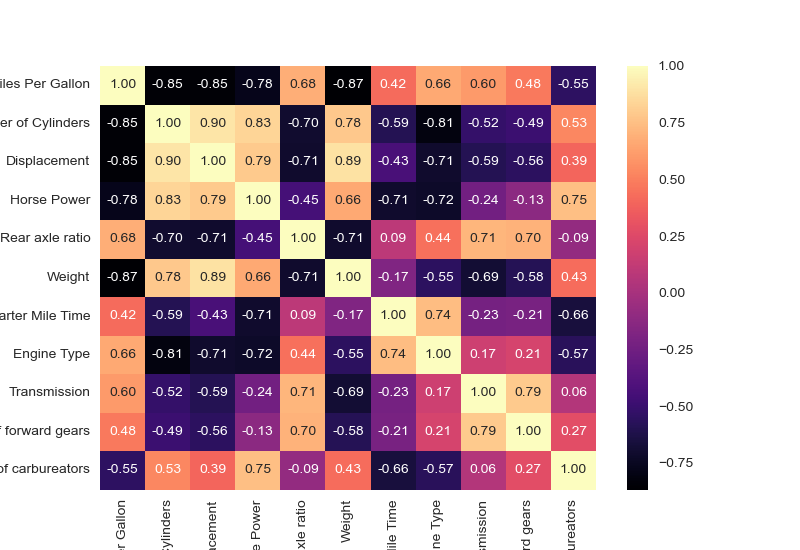 iles Per Gallon 1.00 -0.85 -0.85 -0.78 0.68 -0.87 0.42 0.66 0.60 0.48 -0.55
er of Cylinders -0.85 1.00 0.90 0.83 -0.70 0.78 -0.59 -0.81 -0.52 -0.49 0.53
Displacement -0.85 0.90 1.00 0.79 -0.71 0.89 -0.43 -0.71 -0.59 -0.56 0.39
Horse Power -0.78 0.83 0.79 1.00 -0.45 0.66 -0.71 -0.72 -0.24 -0.13 0.75
Rear axle ratio 0.68 -0.70 -0.71 -0.45 1.00 -0.71 0.09 0.44 0.71 0.70 -0.09
Weight -0.87 0.78 0.89 0.66 -0.71 1.00 -0.17 -0.55 -0.69 -0.58 0.43
arter Mile Time 0.42 -0.59 -0.43 -0.71 0.09 -0.17 1.00 0.74 -0.23 -0.21 -0.66
Engine Type 0.66 -0.81 -0.71 -0.72 0.44 -0.55 0.74 1.00 0.17 0.21 -0.57
Transmission 0.60 -0.52 -0.59 -0.24 0.71 -0.69 -0.23 0.17 1.00 0.79 0.06
f forward gears 0.48 -0.49 -0.56 -0.13 0.70 -0.58 -0.21 0.21 0.79 1.00 0.27
of carbureators -0.55 0.53 0.39 0.75 -0.09 0.43 -0.66 -0.57 0.06 0.27 1.00
r Gallon
ylinders
acement
e Power
xle ratio
Weight
ile Time
ne Type
smission
rd gears
ureators
1.00
0.75
0.50
0.25
0.00
−0.25
−0.50
−0.75